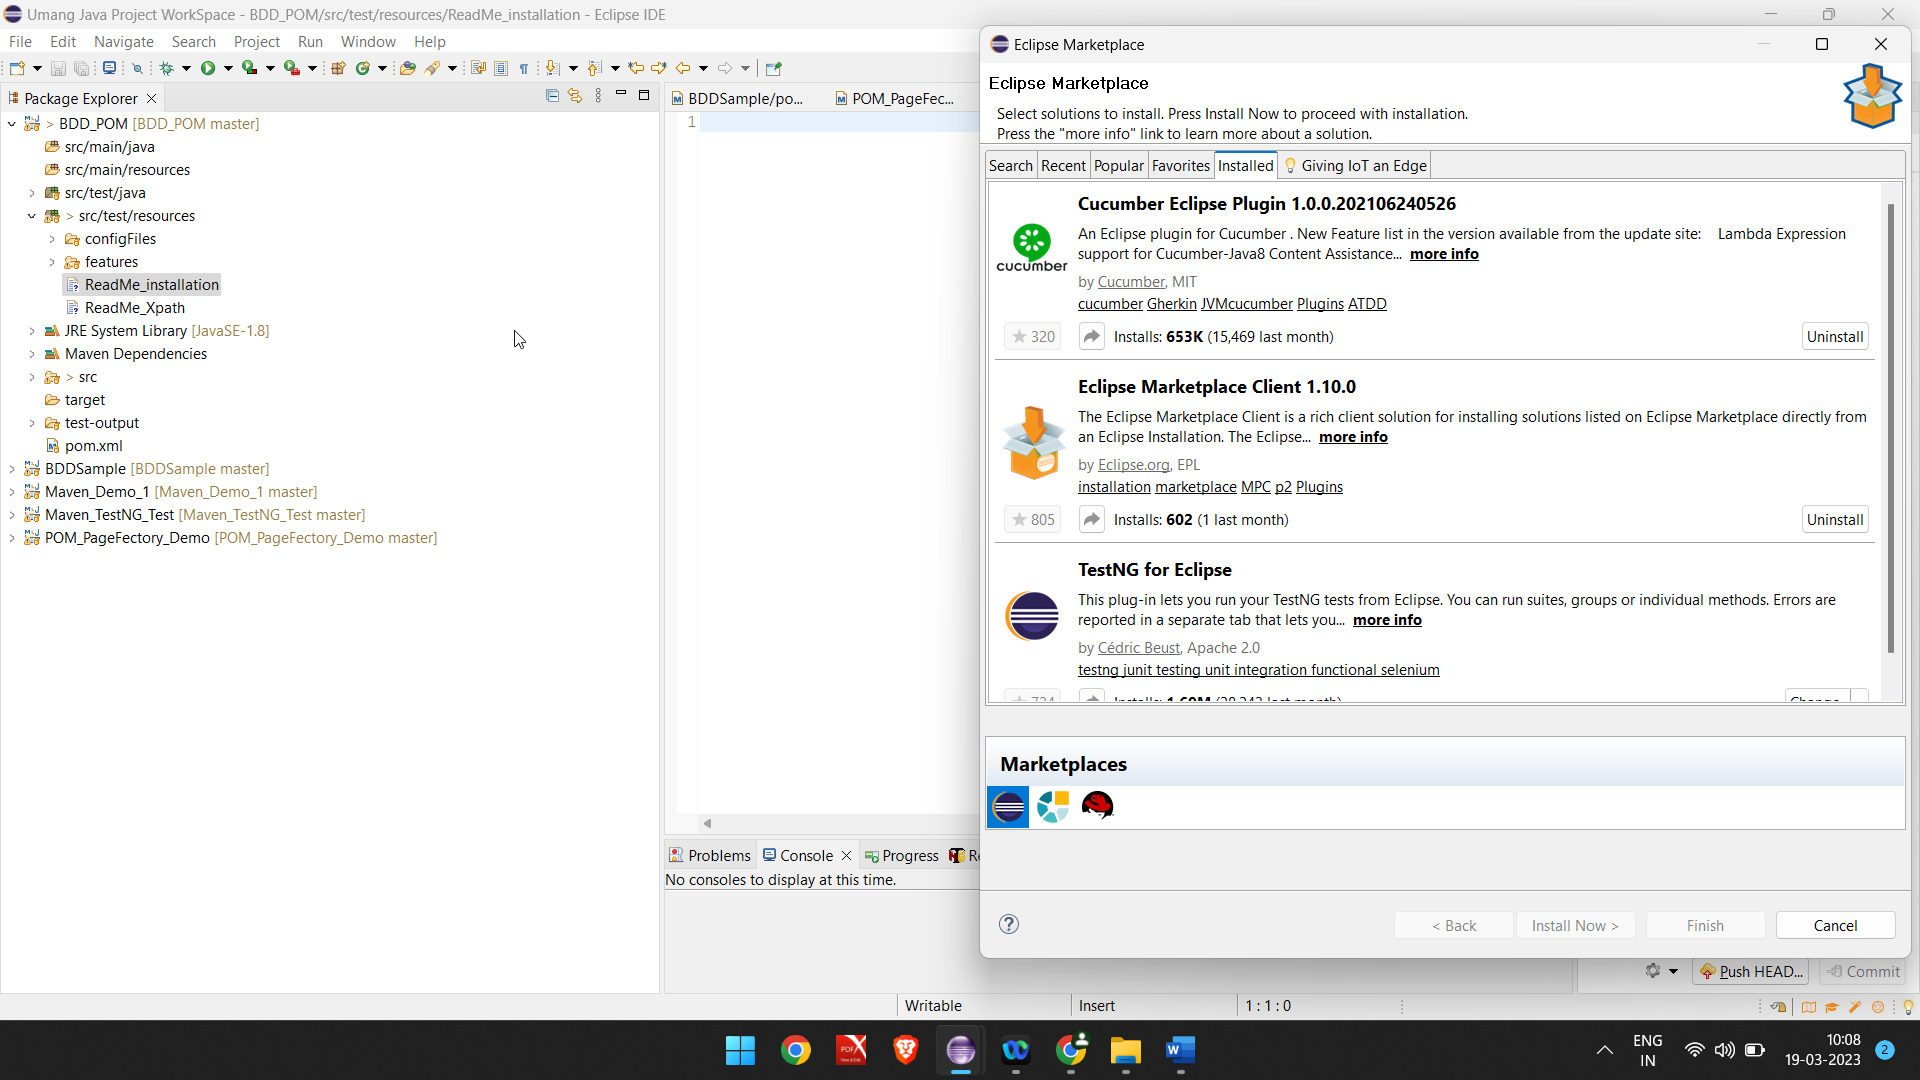 Umang Java Project WorkSpace - BDD_POM/src/test/resources/ReadMe_installation - Eclipse IDE
File Edit Navigate Search Project Run Window Help
Package Explorer
> BDD_POM [BDD_POM master]
src/main/java
src/main/resources
src/test/java
> src/test/resources
configFiles
features
ReadMe_installation
ReadMe_Xpath
JRE System Library [JavaSE-1.8]
Maven Dependencies
> src
target
test-output
pom.xml
BDDSample [BDDSample master]
Maven_Demo_1 [Maven_Demo_1 master]
Maven_TestNG_Test [Maven_TestNG_Test master]
POM_PageFectory_Demo [POM_PageFectory_Demo master]
BDDSample/po... POM_PageFec...
1
Problems Console Progress
No consoles to display at this time.
Eclipse Marketplace
Eclipse Marketplace
Select solutions to install. Press Install Now to proceed with installation.
Press the "more info" link to learn more about a solution.
Search Recent Popular Favorites Installed Giving IoT an Edge
Cucumber Eclipse Plugin 1.0.0.202106240526
An Eclipse plugin for Cucumber . New Feature list in the version available from the update site: Lambda Expression
support for Cucumber-Java8 Content Assistance... more info
cucumber
by Cucumber, MIT
cucumber Gherkin JVMcucumber Plugins ATDD
320 Installs: 653K (15,469 last month) Uninstall
Eclipse Marketplace Client 1.10.0
The Eclipse Marketplace Client is a rich client solution for installing solutions listed on Eclipse Marketplace directly from
an Eclipse Installation. The Eclipse... more info
by Eclipse.org, EPL
installation marketplace MPC p2 Plugins
805 Installs: 602 (1 last month) Uninstall
TestNG for Eclipse
This plug-in lets you run your TestNG tests from Eclipse. You can run suites, groups or individual methods. Errors are
reported in a separate tab that lets you... more info
by Cédric Beust, Apache 2.0
testng junit testing unit integration functional selenium
Marketplaces
< Back Install Now > Finish Cancel
Push HEAD... Commit
Writable Insert 1 : 1 : 0
PDF X
W
ENG
IN
10:08
19-03-2023
2